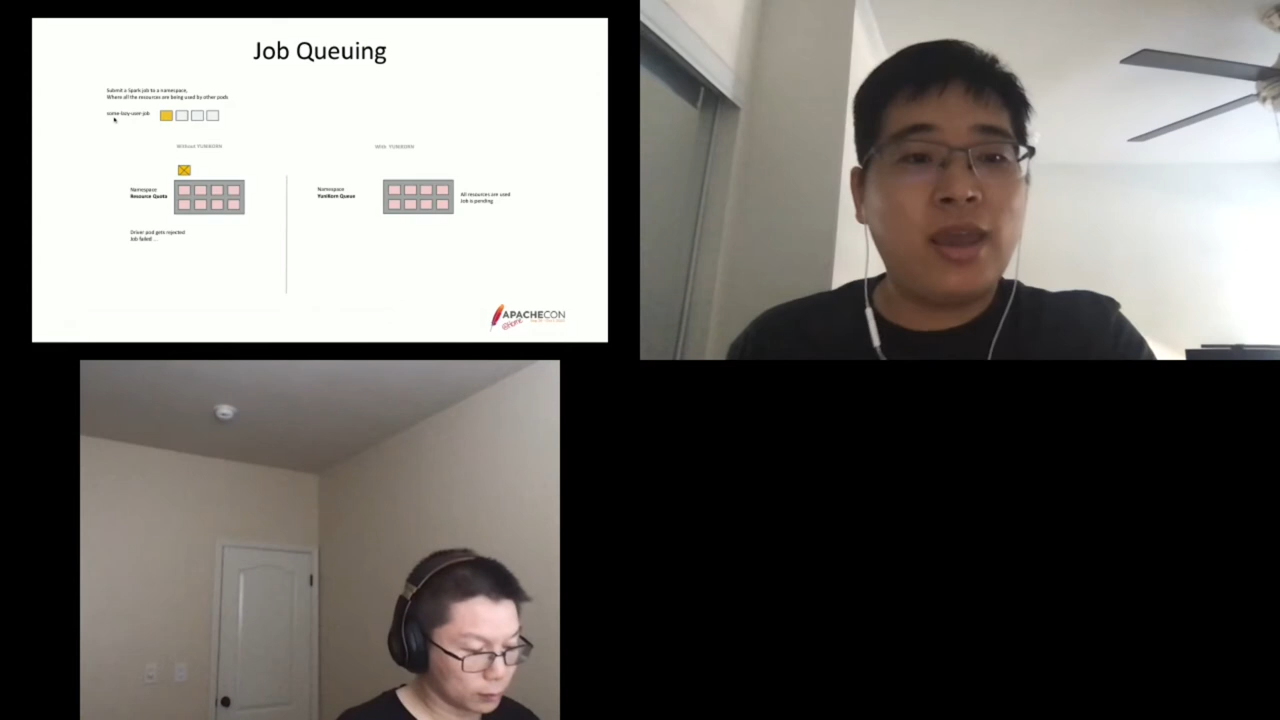 Job Queuing
Submit a Spark job to a namespace,
Where all the resources are being used by other pods
some-lazy-user-job
Without YUNIKORN
With YUNIKORN
Namespace
Resource Quota
Driver pod gets rejected
Job failed ...
Namespace
YuniKorn Queue
All resources are used
Job is pending
APACHECON
@Home